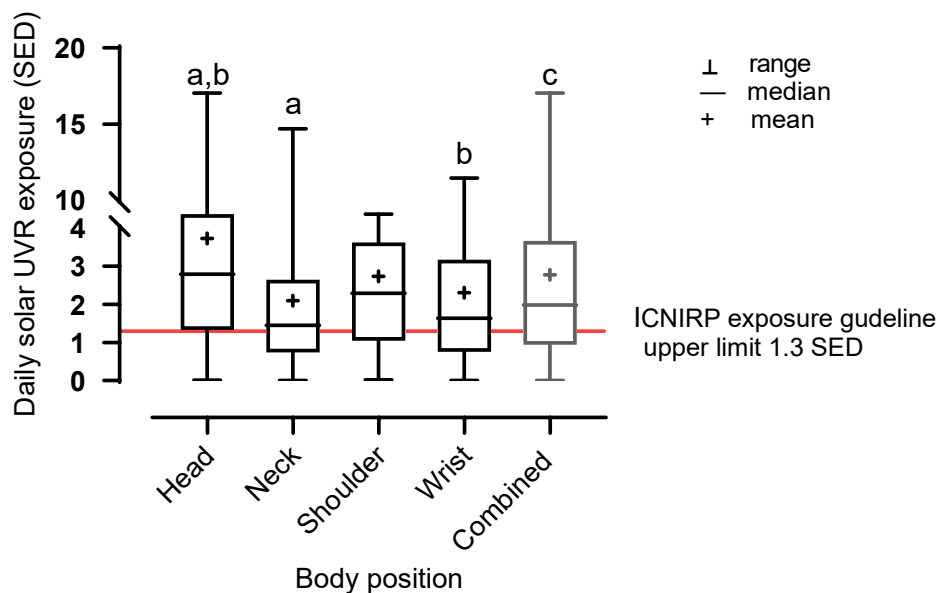 Daily solar UVR exposure (SED)
20
15
10
4
3
2
1
0
a,b
a
b
c
range
median
mean
ICNIRP exposure gudeline
upper limit 1.3 SED
Head
Neck
Shoulder
Wrist
Combined
Body position